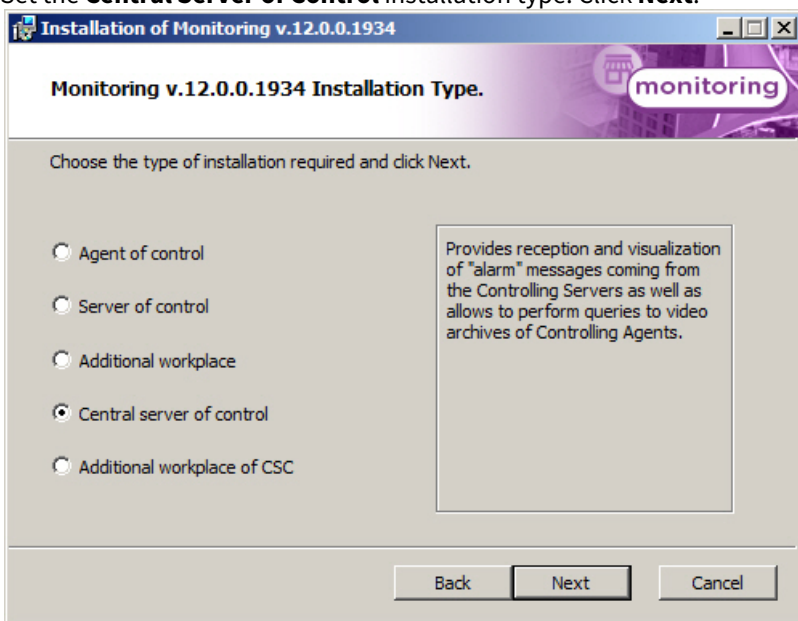 Set the Central Server of Control installation type. Click Next.
Installation of Monitoring v.12.0.0.1934
Monitoring v.12.0.0.1934 Installation Type.
monitoring
Choose the type of installation required and click Next.
Agent of control
Server of control
Additional workplace
Central server of control
Additional workplace of CSC
Provides reception and visualization
of "alarm" messages coming from
the Controlling Servers as well as
allows to perform queries to video
archives of Controlling Agents.
Back
Next
Cancel